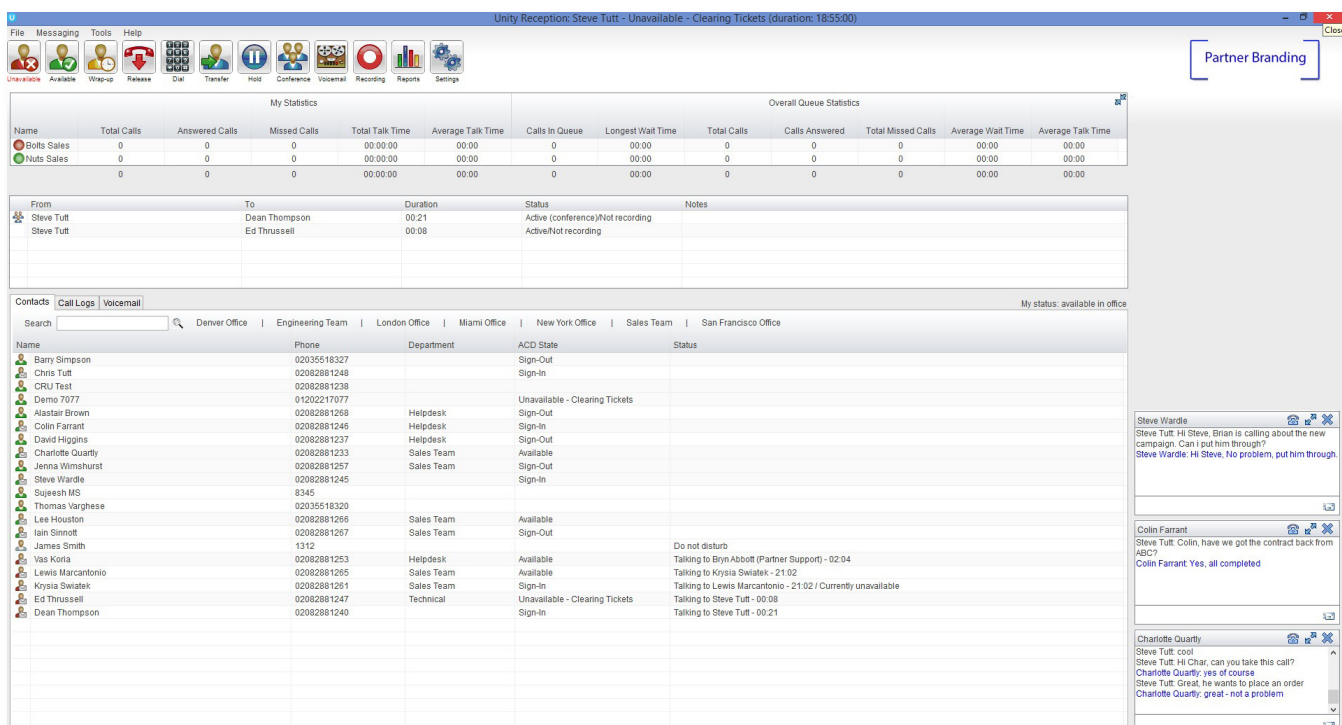 Unity Reception: Steve Tutt - Unavailable - Clearing Tickets (duration: 18:55:00)
Close
File Messaging Tools Help
Unavailable Available Wrap-up Release Dial Transfer Hold Conference Voicemail Recording Reports Settings
Partner Branding
My Statistics Overall Queue Statistics
Name Total Calls Answered Calls Missed Calls Total Talk Time Average Talk Time Calls In Queue Longest Wait Time Total Calls Calls Answered Total Missed Calls Average Wait Time Average Talk Time
Bolts Sales 0 0 0 00:00:00 00:00 0 00:00 0 0 0 00:00 00:00
Nuts Sales 0 0 0 00:00:00 00:00 0 00:00 0 0 0 00:00 00:00
0 0 0 00:00:00 00:00 0 00:00 0 0 0 00:00 00:00
From To Duration Status Notes
Steve Tutt Dean Thompson 00:21 Active (conference)/Not recording
Steve Tutt Ed Thrussell 00:08 Active/Not recording
Contacts Call Logs Voicemail My status: available in office
Search Denver Office | Engineering Team | London Office | Miami Office | New York Office | Sales Team | San Francisco Office
Name Phone Department ACD State Status
Barry Simpson 02035518327 Sign-Out
Chris Tutt 02082881248 Sign-In
CRU Test 02082881238
Demo 7077 01202217077 Unavailable - Clearing Tickets
Alastair Brown 02082881268 Helpdesk Sign-Out
Colin Farrant 02082881246 Helpdesk Sign-In
David Higgins 02082881237 Helpdesk Sign-Out
Charlotte Quartly 02082881233 Sales Team Available
Jenna Wimshurst 02082881257 Sales Team Sign-Out
Steve Wardle 02082881245 Sign-In
Sujeesh MS 8345
Thomas Varghese 02035518320
Lee Houston 02082881266 Sales Team Available
Iain Sinnott 02082881267 Sales Team Sign-Out
James Smith 1312 Do not disturb
Vas Koria 02082881253 Helpdesk Available Talking to Bryn Abbott (Partner Support) - 02:04
Lewis Marcantonio 02082881265 Sales Team Available Talking to Krysia Swiatek - 21:02
Krysia Swiatek 02082881261 Sales Team Sign-In Talking to Lewis Marcantonio - 21:02 / Currently unavailable
Ed Thrussell 02082881247 Technical Unavailable - Clearing Tickets Talking to Steve Tutt - 00:08
Dean Thompson 02082881240 Sign-In Talking to Steve Tutt - 00:21
Steve Wardle
Steve Tutt: Hi Steve, Brian is calling about the new
campaign. Can i put him through?
Steve Wardle: Hi Steve, No problem, put him through.
Colin Farrant
Steve Tutt: Colin, have we got the contract back from
ABC?
Colin Farrant: Yes, all completed
Charlotte Quartly
Steve Tutt: cool
Steve Tutt: Hi Char, can you take this call?
Charlotte Quartly: yes of course
Steve Tutt: Great, he wants to place an order
Charlotte Quartly: great - not a problem